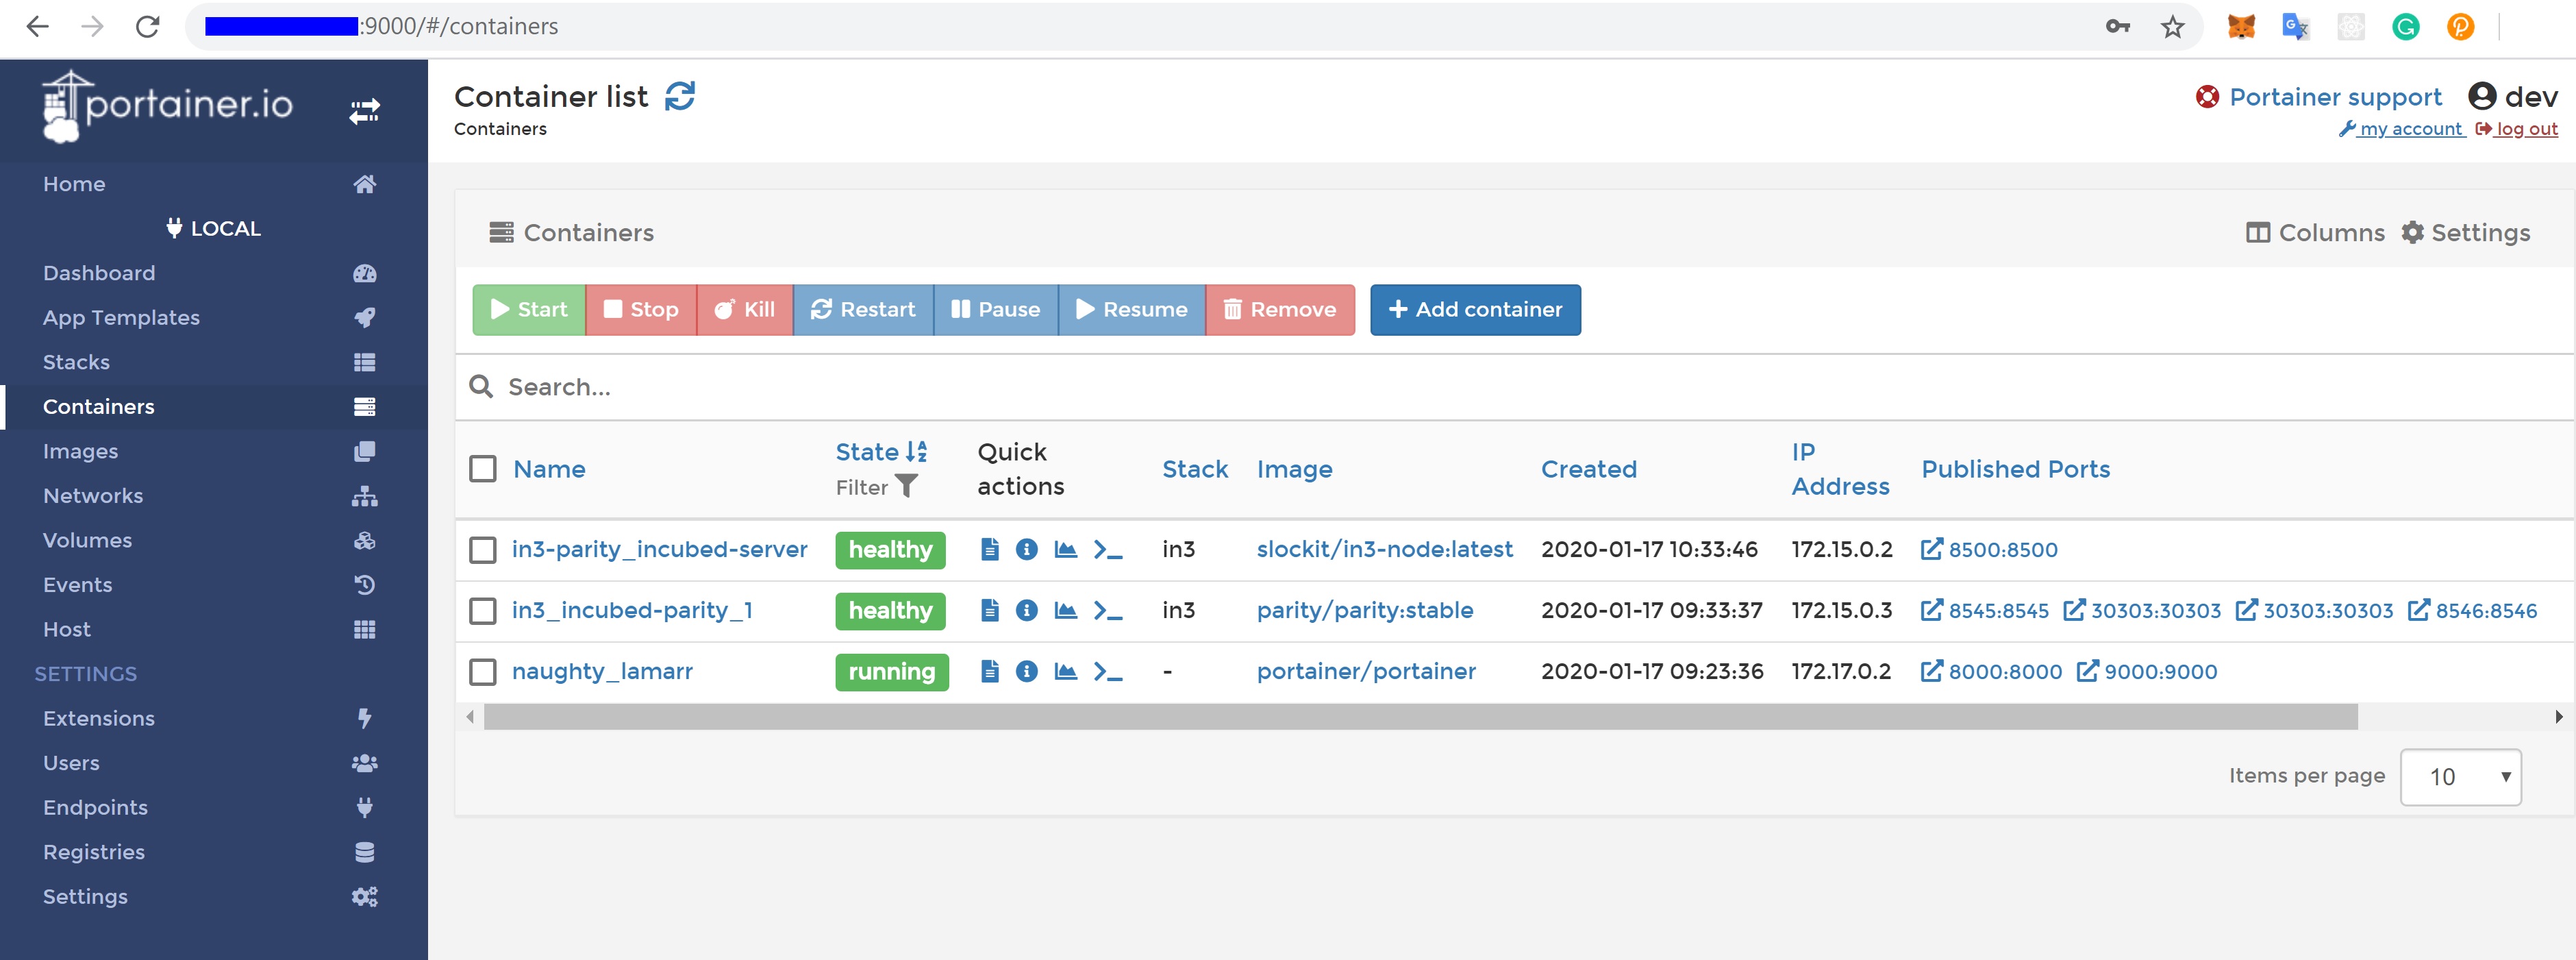 :9000/#/containers
portainer.io
Container list
Containers
Portainer support dev
my account log out
Home
LOCAL
Dashboard
App Templates
Stacks
Containers
Images
Networks
Volumes
Events
Host
SETTINGS
Extensions
Users
Endpoints
Registries
Settings
Containers
Columns Settings
Start Stop Kill Restart Pause Resume Remove Add container
Search...
Name State Filter Quick actions Stack Image Created IP Address Published Ports
in3-parity_incubed-server healthy in3 slockit/in3-node:latest 2020-01-17 10:33:46 172.15.0.2 8500:8500
in3_incubed-parity_1 healthy in3 parity/parity:stable 2020-01-17 09:33:37 172.15.0.3 8545:8545 30303:30303 30303:30303 8546:8546
naughty_lamarr running - portainer/portainer 2020-01-17 09:23:36 172.17.0.2 8000:8000 9000:9000
Items per page 10